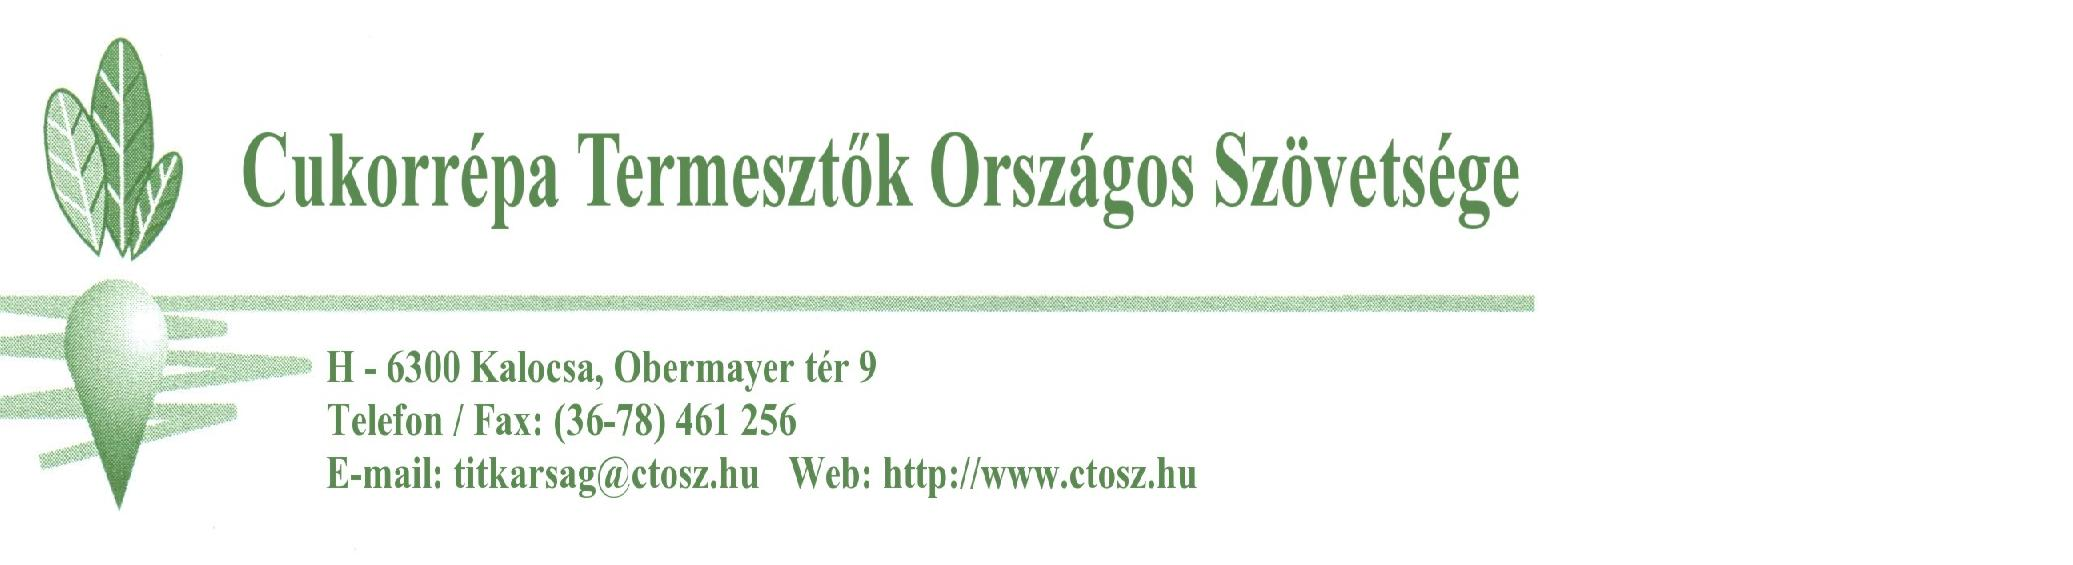 Cukorrépa Termesztők Országos Szövetsége
H - 6300 Kalocsa, Obermayer tér 9
Telefon / Fax: (36-78) 461 256
E-mail: titkarsag@ctosz.hu Web: http://www.ctosz.hu